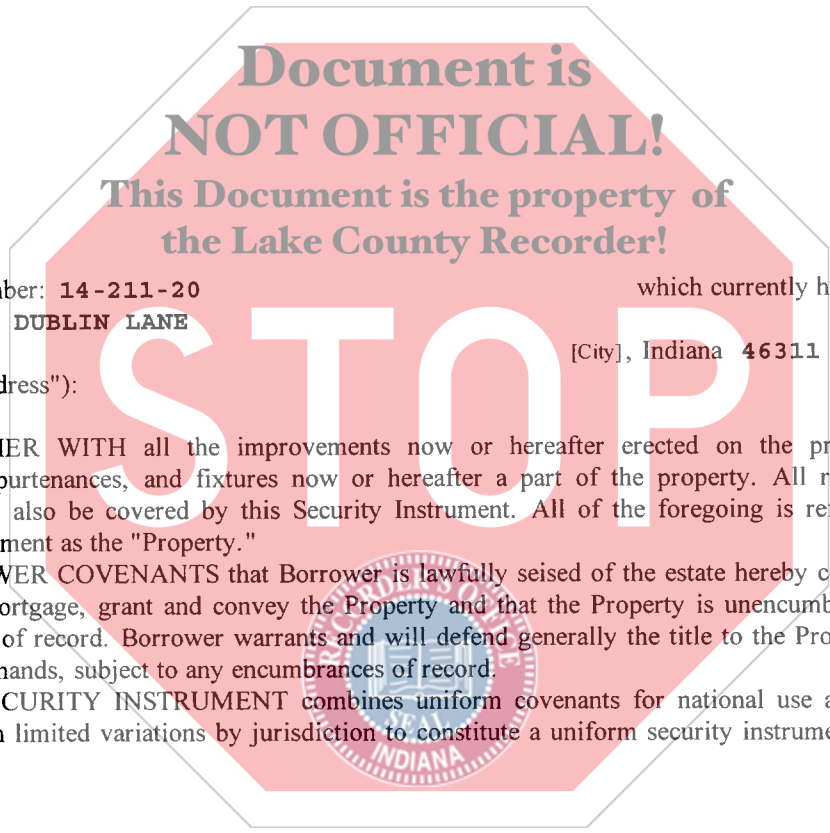 Document is
NOT OFFICIAL!
This Document is the property of
the Lake County Recorder!
ber: 14-211-20 which currently h
DUBLIN LANE
[City], Indiana 46311
dress"):
STOP
IER WITH all the improvements now or hereafter erected on the pr
purtenances, and fixtures now or hereafter a part of the property. All r
also be covered by this Security Instrument. All of the foregoing is re
ment as the "Property."
WER COVENANTS that Borrower is lawfully seised of the estate hereby c
ortgage, grant and convey the Property and that the Property is unencumb
of record. Borrower warrants and will defend generally the title to the Pro
nands, subject to any encumbrances of record.
CURITY INSTRUMENT combines uniform covenants for national use a
limited variations by jurisdiction to constitute a uniform security instrume
RECORDER'S OFFICE
SEAL
INDIANA